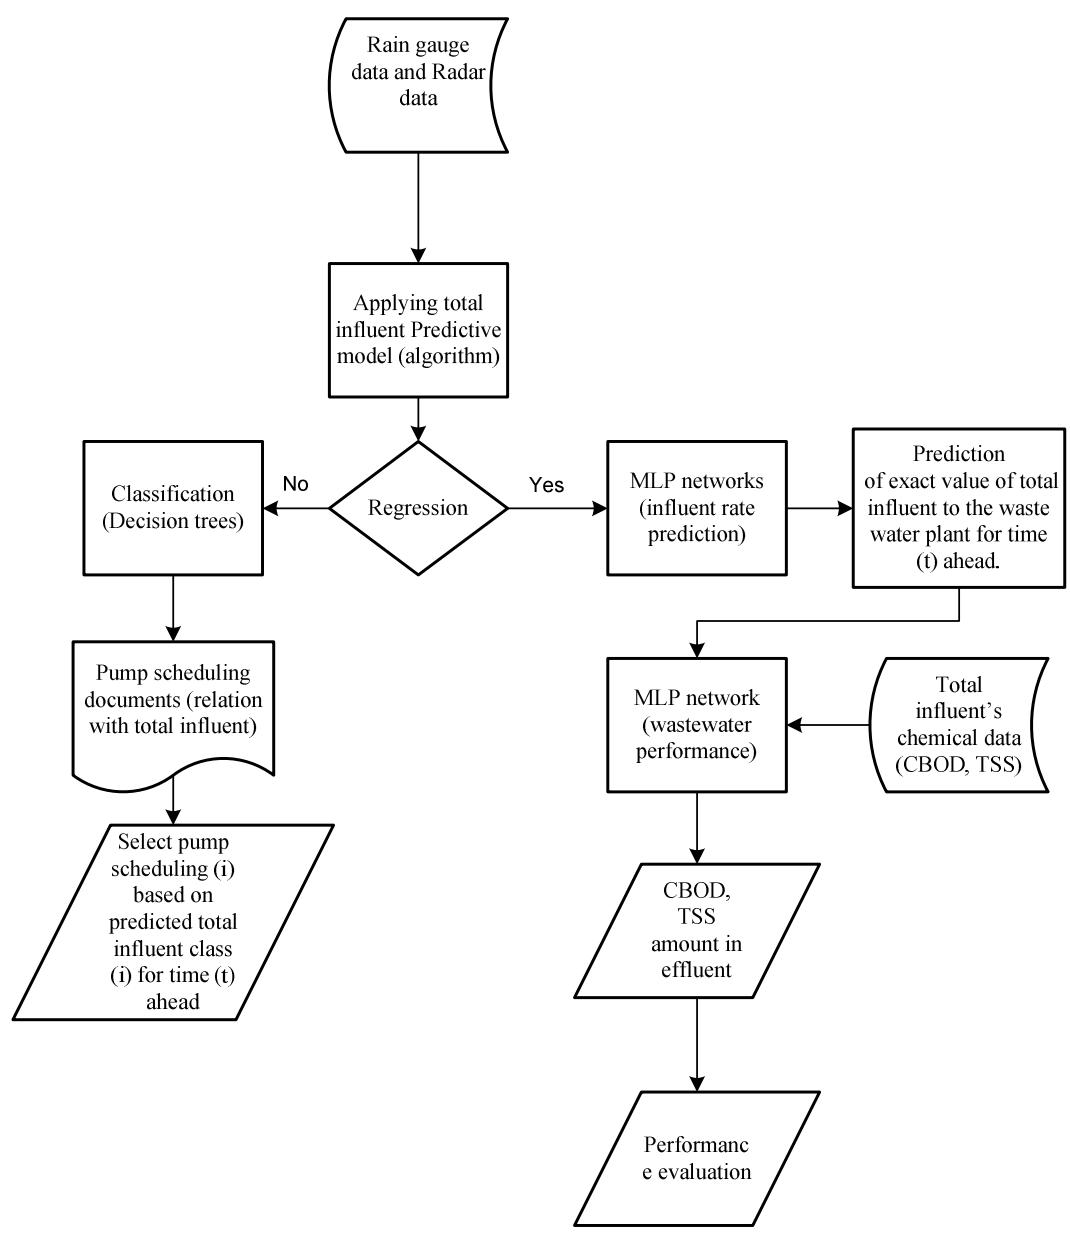 Rain gauge
data and Radar
data
Applying total
influent Predictive
model (algorithm)
Classification
(Decision trees)
No
Regression
Yes
MLP networks
(influent rate
prediction)
Prediction
of exact value of total
influent to the waste
water plant for time
(t) ahead.
Pump scheduling
documents (relation
with total influent)
MLP network
(wastewater
performance)
Total
influent’s
chemical data
(CBOD, TSS)
Select pump
scheduling (i)
based on
predicted total
influent class
(i) for time (t)
ahead
CBOD,
TSS
amount in
effluent
Performanc
e evaluation